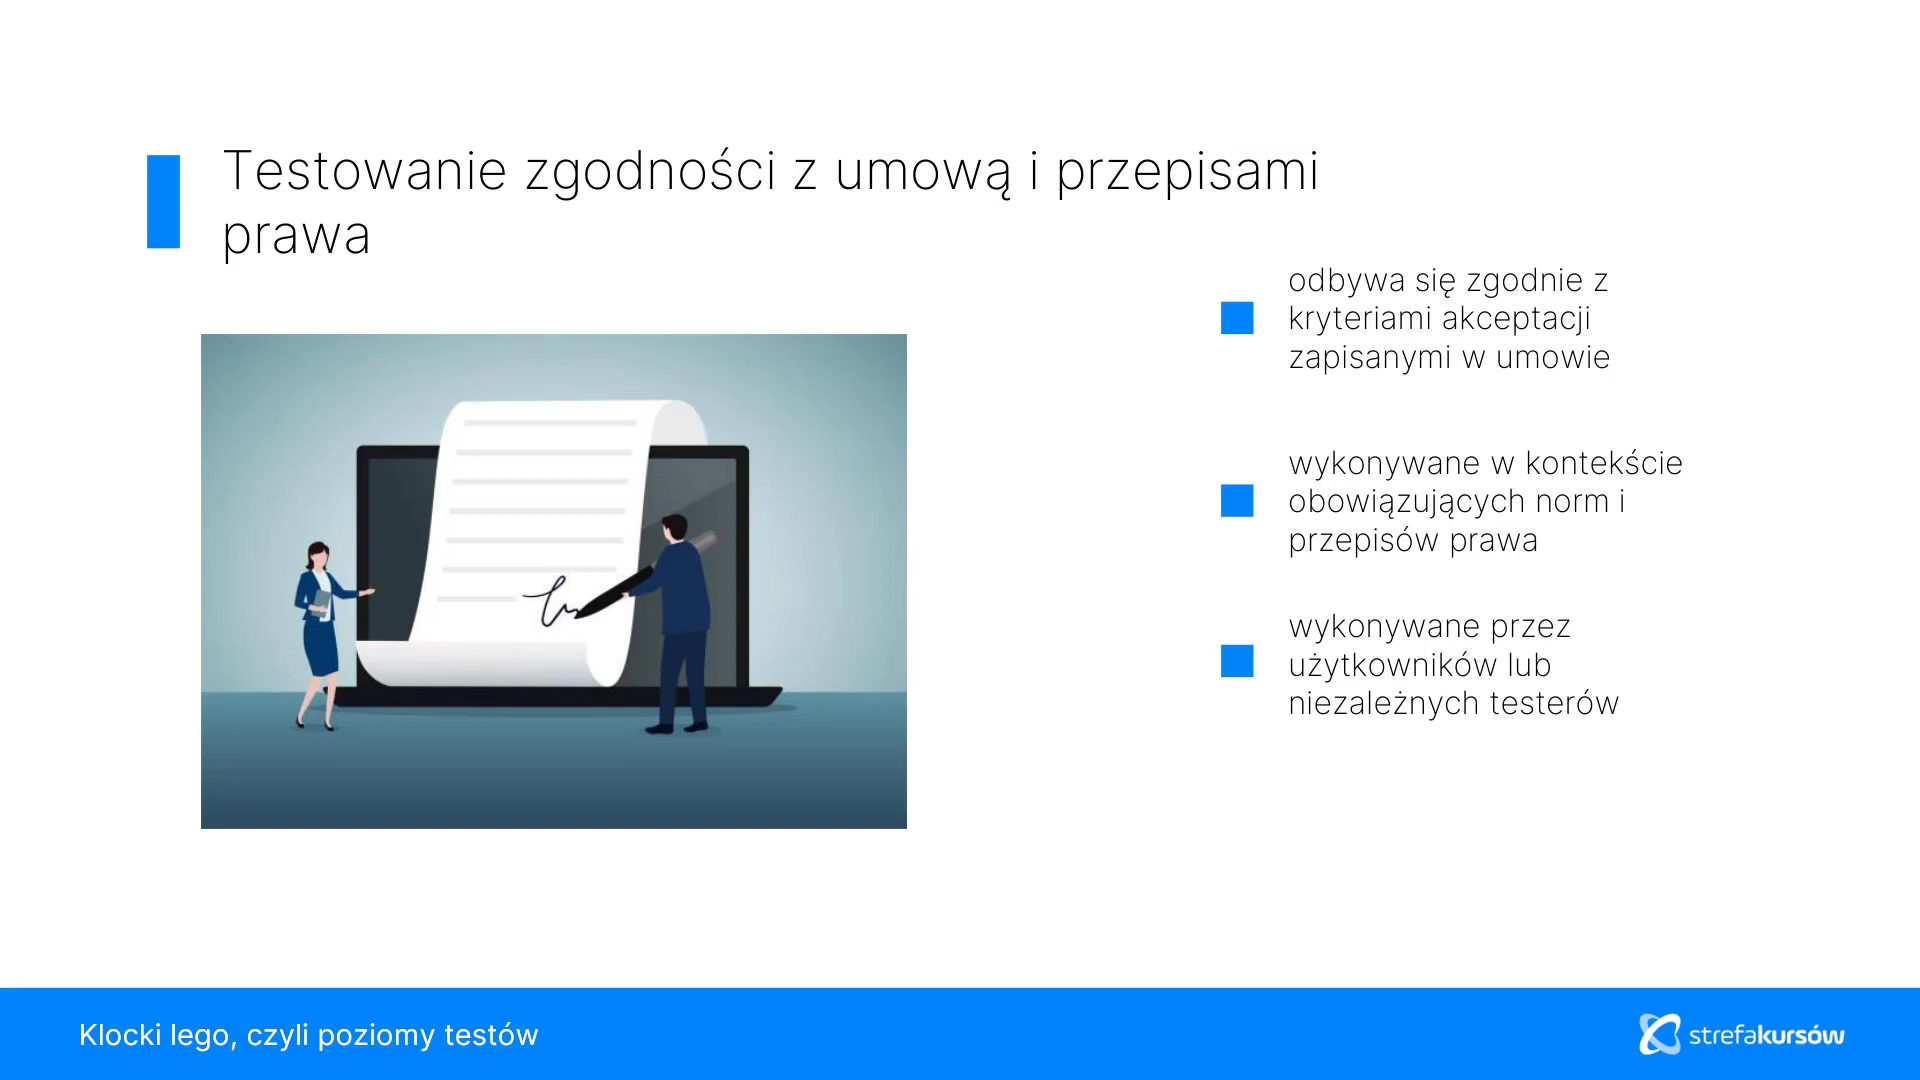 Testowanie zgodności z umową i przepisami
prawa
odbywa się zgodnie z
kryteriami akceptacji
zapisanymi w umowie
wykonywane w kontekście
obowiązujących norm i
przepisów prawa
wykonywane przez
użytkowników lub
niezależnych testerów
Klocki lego, czyli poziomy testów
strefakursów